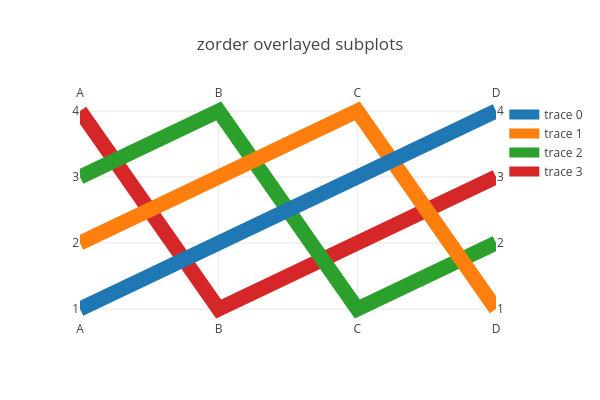 zorder overlayed subplots
A B C D
4 4 trace 0
trace 1
trace 2
3 3 trace 3
2 2
1 1
A B C D